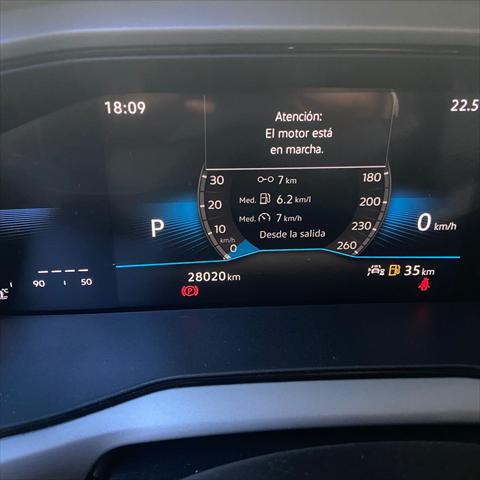 18:09
22.5
Atención:
El motor está
en marcha.
30
20
10
km/h
0
7 km
Med. 6.2 km/l
Med. 7 km/h
Desde la salida
180
200
230
260
P
0 km/h
90 50
28020 km
35 km
(P)
°C